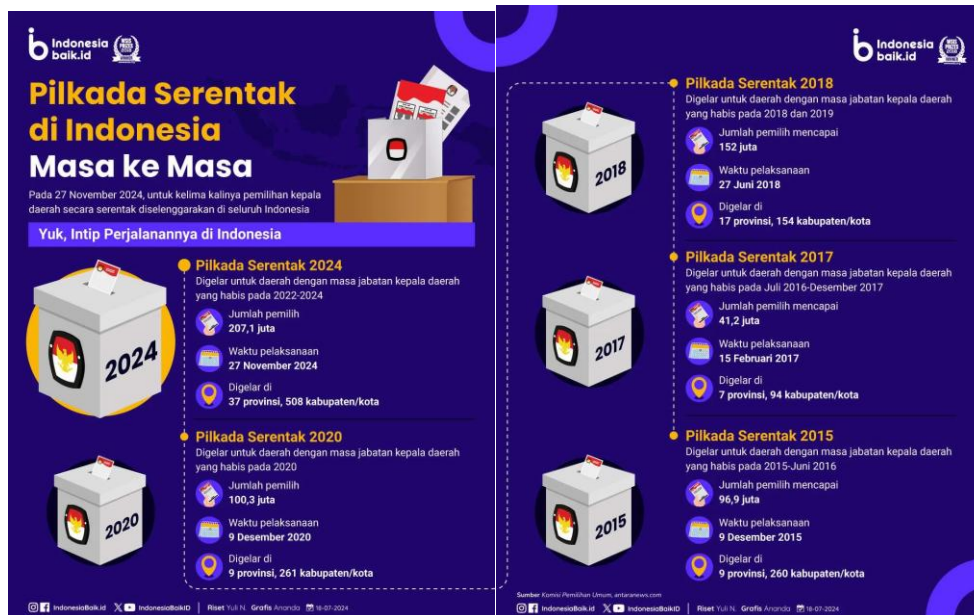 Indonesia
baik.id
Pilkada Serentak
di Indonesia
Masa ke Masa
Pada 27 November 2024, untuk kelima kalinya pemilihan kepala
daerah secara serentak diselenggarakan di seluruh Indonesia
Yuk, Intip Perjalanannya di Indonesia
2024
Pilkada Serentak 2024
Digelar untuk daerah dengan masa jabatan kepala daerah
yang habis pada 2022-2024
Jumlah pemilih
207,1 juta
Waktu pelaksanaan
27 November 2024
Digelar di
37 provinsi, 508 kabupaten/kota
2020
Pilkada Serentak 2020
Digelar untuk daerah dengan masa jabatan kepala daerah
yang habis pada 2020
Jumlah pemilih
100,3 juta
Waktu pelaksanaan
9 Desember 2020
Digelar di
9 provinsi, 261 kabupaten/kota
IndonesiaBaik.id IndonesiaBaikID Riset Yuli N. Grafis Ananda 16-07-2024
Indonesia
baik.id
2018
Pilkada Serentak 2018
Digelar untuk daerah dengan masa jabatan kepala daerah
yang habis pada 2018 dan 2019
Jumlah pemilih mencapai
152 juta
Waktu pelaksanaan
27 Juni 2018
Digelar di
17 provinsi, 154 kabupaten/kota
2017
Pilkada Serentak 2017
Digelar untuk daerah dengan masa jabatan kepala daerah
yang habis pada Juli 2016-Desember 2017
Jumlah pemilih mencapai
41,2 juta
Waktu pelaksanaan
15 Februari 2017
Digelar di
7 provinsi, 94 kabupaten/kota
2015
Pilkada Serentak 2015
Digelar untuk daerah dengan masa jabatan kepala daerah
yang habis pada 2015-Juni 2016
Jumlah pemilih mencapai
96,9 juta
Waktu pelaksanaan
9 Desember 2015
Digelar di
9 provinsi, 260 kabupaten/kota
Sumber Komisi Pemilihan Umum, antaranews.com
IndonesiaBaik.id IndonesiaBaikID Riset Yuli N. Grafis Ananda 16-07-2024